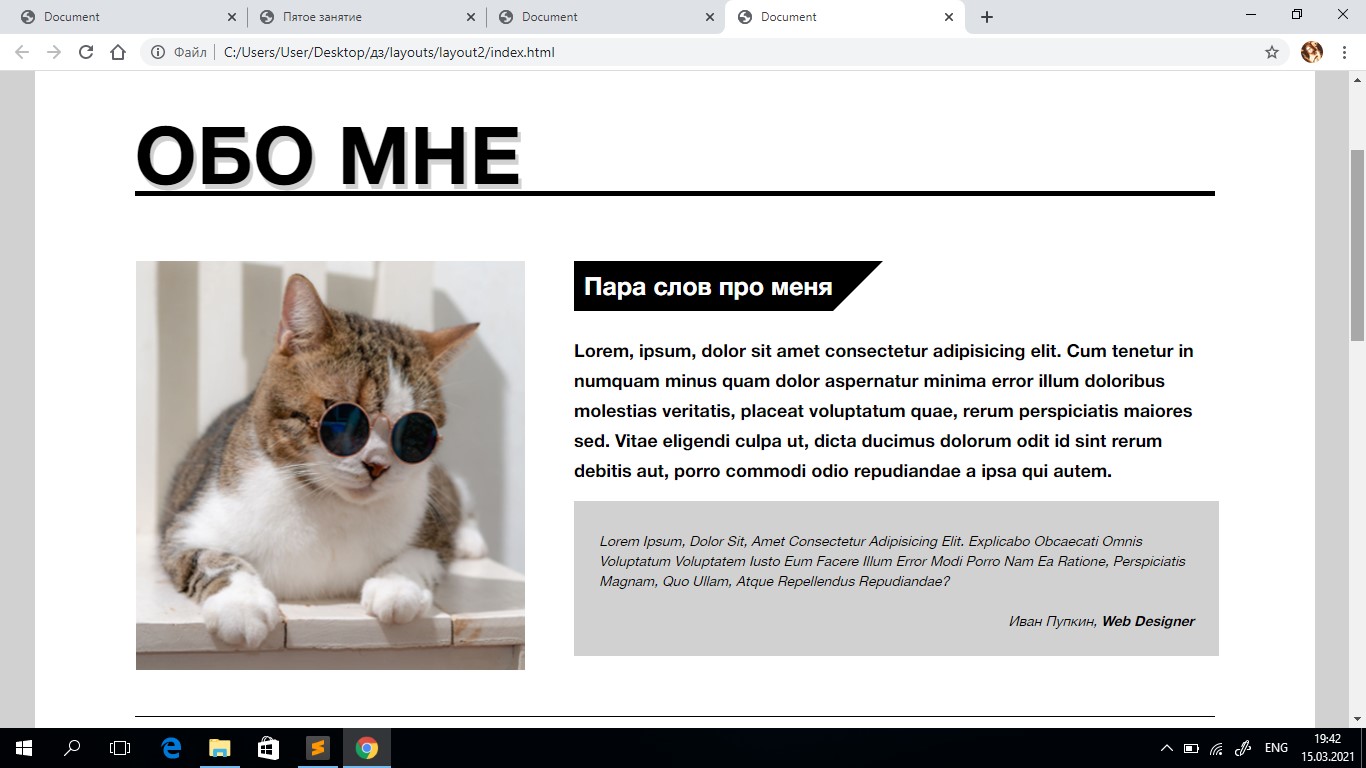 Document
Пятое занятие
Document
Document
Файл
C:/Users/User/Desktop/дз/layouts/layout2/index.html
ОБО МНЕ
Пара слов про меня
Lorem, ipsum, dolor sit amet consectetur adipisicing elit. Cum tenetur in
numquam minus quam dolor aspernatur minima error illum doloribus
molestias veritatis, placeat voluptatum quae, rerum perspiciatis maiores
sed. Vitae eligendi culpa ut, dicta ducimus dolorum odit id sint rerum
debitis aut, porro commodi odio repudiandae a ipsa qui autem.
Lorem Ipsum, Dolor Sit, Amet Consectetur Adipisicing Elit. Explicabo Obcaecati Omnis
Voluptatum Voluptatem Iusto Eum Facere Illum Error Modi Porro Nam Ea Ratione, Perspiciatis
Magnam, Quo Ullam, Atque Repellendus Repudiandae?
Иван Пупкин, Web Designer
ENG
19:42
15.03.2021